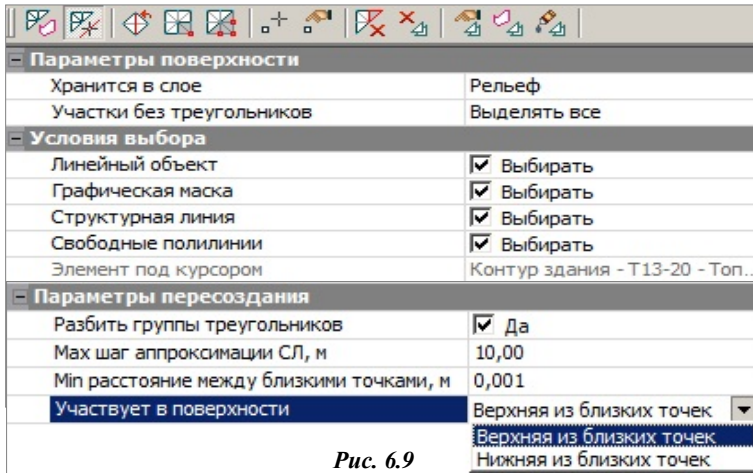 Параметры поверхности
Хранится в слое Рельеф
Участки без треугольников Выделять все
Условия выбора
Линейный объект Выбирать
Графическая маска Выбирать
Структурная линия Выбирать
Свободные полилинии Выбирать
Элемент под курсором Контур здания - Т13-20 - Топ...
Параметры пересоздания
Разбить группы треугольников Да
Мах шаг аппроксимации СЛ, м 10,00
Min расстояние между близкими точками, м 0,001
Участвует в поверхности Верхняя из близких точек
Верхняя из близких точек
Нижняя из близких точек
Рис. 6.9